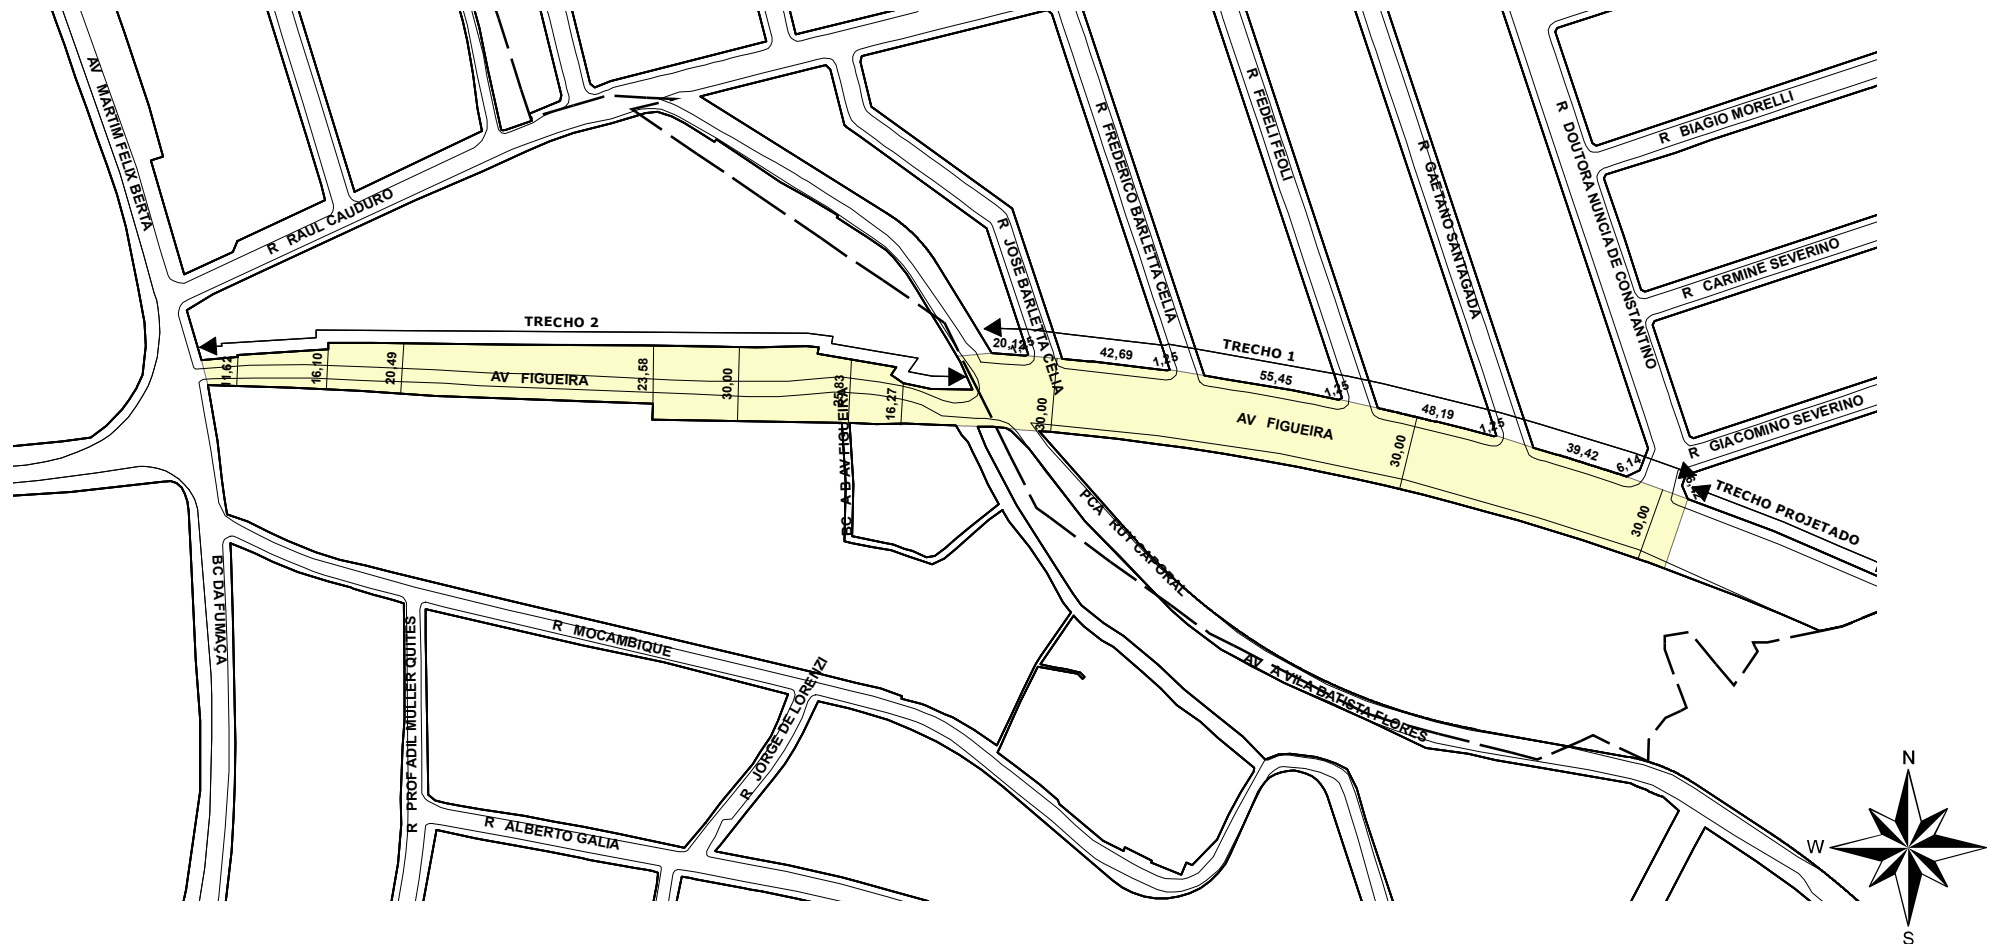 AV MARTIM FELIX BERTA
R RAUL CAUDURO
R JOSE BARLETTA CELIA
R FREDERICO BARLETTA CELIA
R FEDELI FEOLI
R GAETANO SANTAGADA
R DOUTORA NUNCIA DE CONSTANTINO
R BIAGIO MORELLI
R CARMINE SEVERINO
R GIACOMINO SEVERINO
TRECHO 2
TRECHO 1
TRECHO PROJETADO
11,62
16,10
20,49
AV FIGUEIRA
23,58
30,00
16,27
1,25
42,69
1,25
55,45
1,25
48,19
1,25
39,42
6,14
30,00
AV FIGUEIRA
30,00
30,00
BC A B AV FIGUEIRA
PCA RUY CAPORAL
AV A VILA BATISTA FLORES
BC DA FUMAÇA
R MOCAMBIQUE
R PROF ADIL MULLER QUITES
R JORGE DE LORENZI
R ALBERTO GALIA
N
W
S